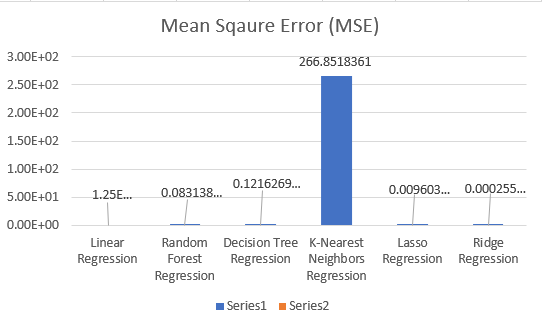 Mean Sqaure Error (MSE)
3.00E+02
2.50E+02
2.00E+02
1.50E+02
1.00E+02
5.00E+01
0.00E+00
266.8518361
1.25E...
0.083138...
0.1216269...
0.009603...
0.000255...
Linear
Regression
Random
Forest
Regression
Decision Tree
Regression
K-Nearest
Neighbors
Regression
Lasso
Regression
Ridge
Regression
Series1
Series2